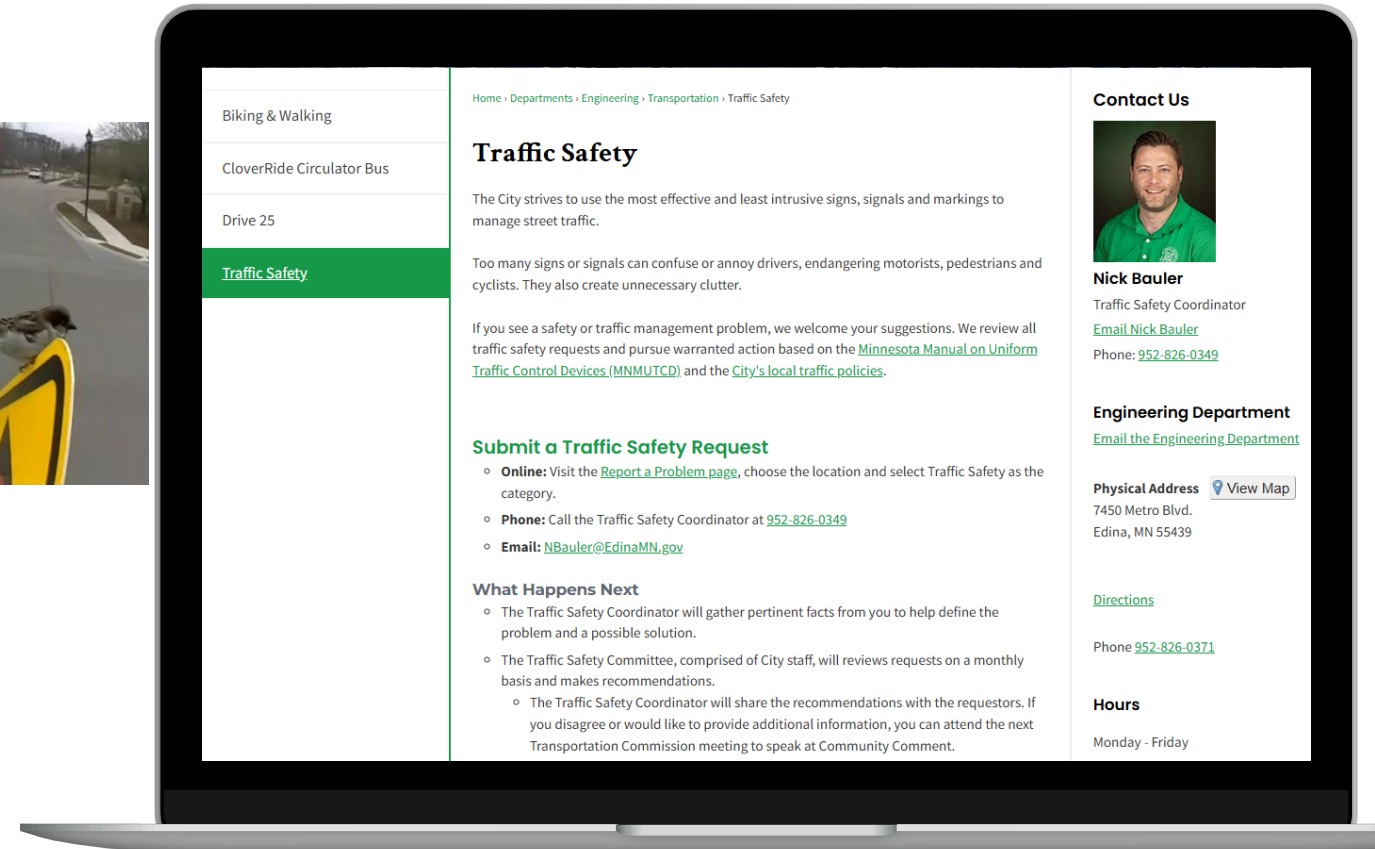 Biking & Walking
CloverRide Circulator Bus
Drive 25
Traffic Safety
Home › Departments › Engineering › Transportation › Traffic Safety
Traffic Safety
The City strives to use the most effective and least intrusive signs, signals and markings to
manage street traffic.
Too many signs or signals can confuse or annoy drivers, endangering motorists, pedestrians and
cyclists. They also create unnecessary clutter.
If you see a safety or traffic management problem, we welcome your suggestions. We review all
traffic safety requests and pursue warranted action based on the Minnesota Manual on Uniform
Traffic Control Devices (MNMUTCD) and the City's local traffic policies.
Submit a Traffic Safety Request
Online: Visit the Report a Problem page, choose the location and select Traffic Safety as the
category.
Phone: Call the Traffic Safety Coordinator at 952-826-0349
Email: NBauler@EdinaMN.gov
What Happens Next
The Traffic Safety Coordinator will gather pertinent facts from you to help define the
problem and a possible solution.
The Traffic Safety Committee, comprised of City staff, will reviews requests on a monthly
basis and makes recommendations.
The Traffic Safety Coordinator will share the recommendations with the requestors. If
you disagree or would like to provide additional information, you can attend the next
Transportation Commission meeting to speak at Community Comment.
Contact Us
Nick Bauler
Traffic Safety Coordinator
Email Nick Bauler
Phone: 952-826-0349
Engineering Department
Email the Engineering Department
Physical Address View Map
7450 Metro Blvd.
Edina, MN 55439
Directions
Phone 952-826-0371
Hours
Monday - Friday